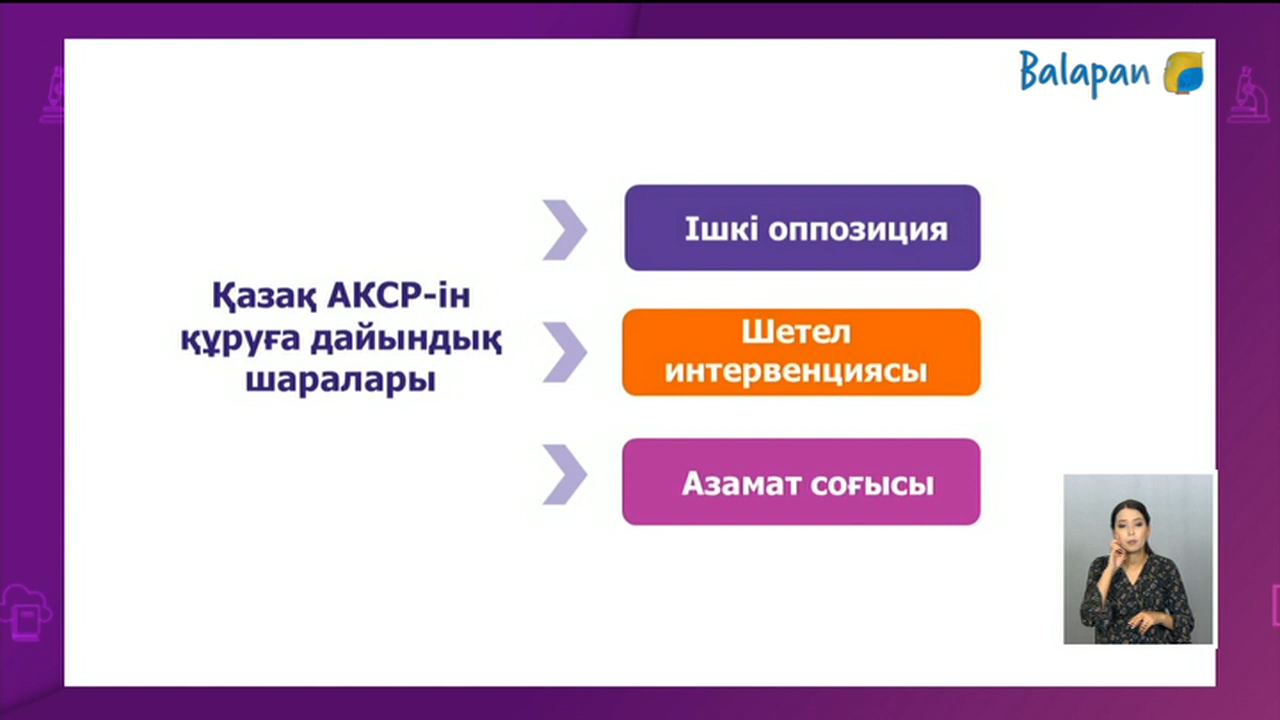 Balapan
Ішкі оппозиция
Қазақ АКСР-ін
құруға дайындық
шаралары
Шетел
интервенциясы
Азамат соғысы